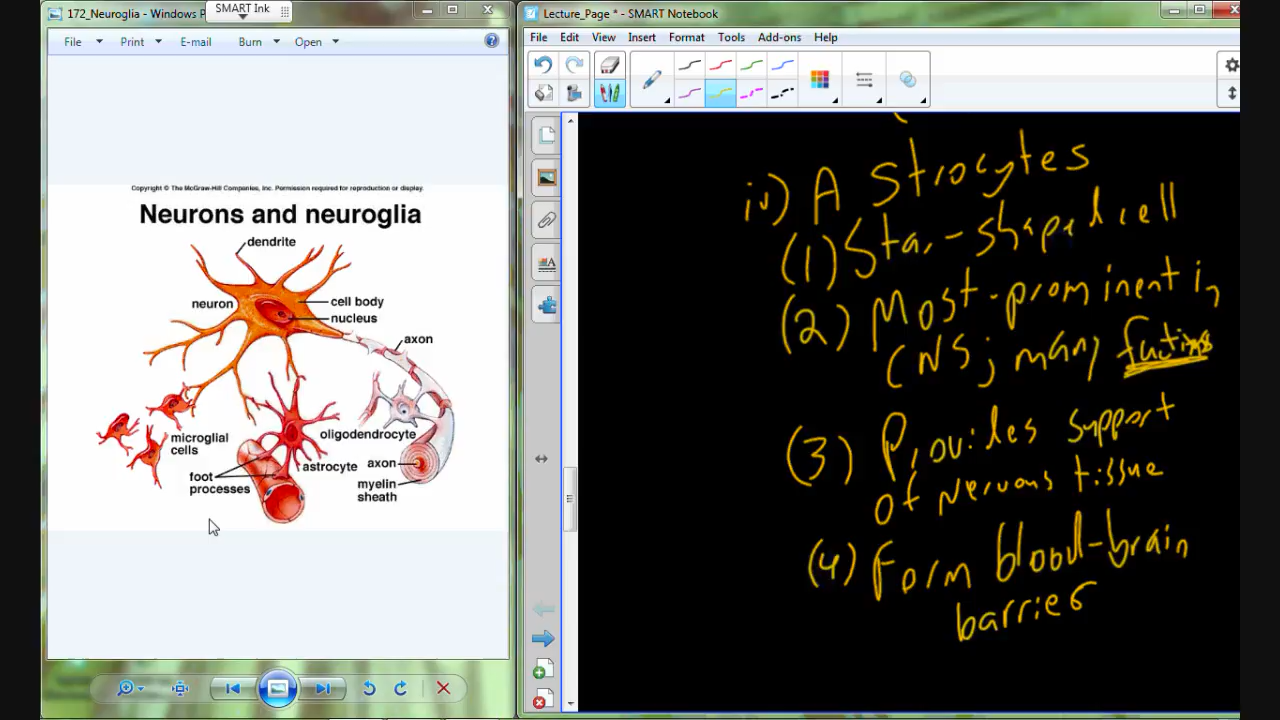 172_Neuroglia - Windows P
SMART Ink
File Print E-mail Burn Open
Copyright © The McGraw-Hill Companies, Inc. Permission required for reproduction or display.
Neurons and neuroglia
dendrite
neuron
cell body
nucleus
axon
microglial
cells
oligodendrocyte
foot
processes
astrocyte
axon
myelin
sheath
Lecture_Page * - SMART Notebook
File Edit View Insert Format Tools Add-ons Help
iv) Astrocytes
(1) Star-shaped cell
(2) Most-prominent in
CNS; many functions
(3) Provides support
of nervous tissue
(4) Form blood-brain
barrier